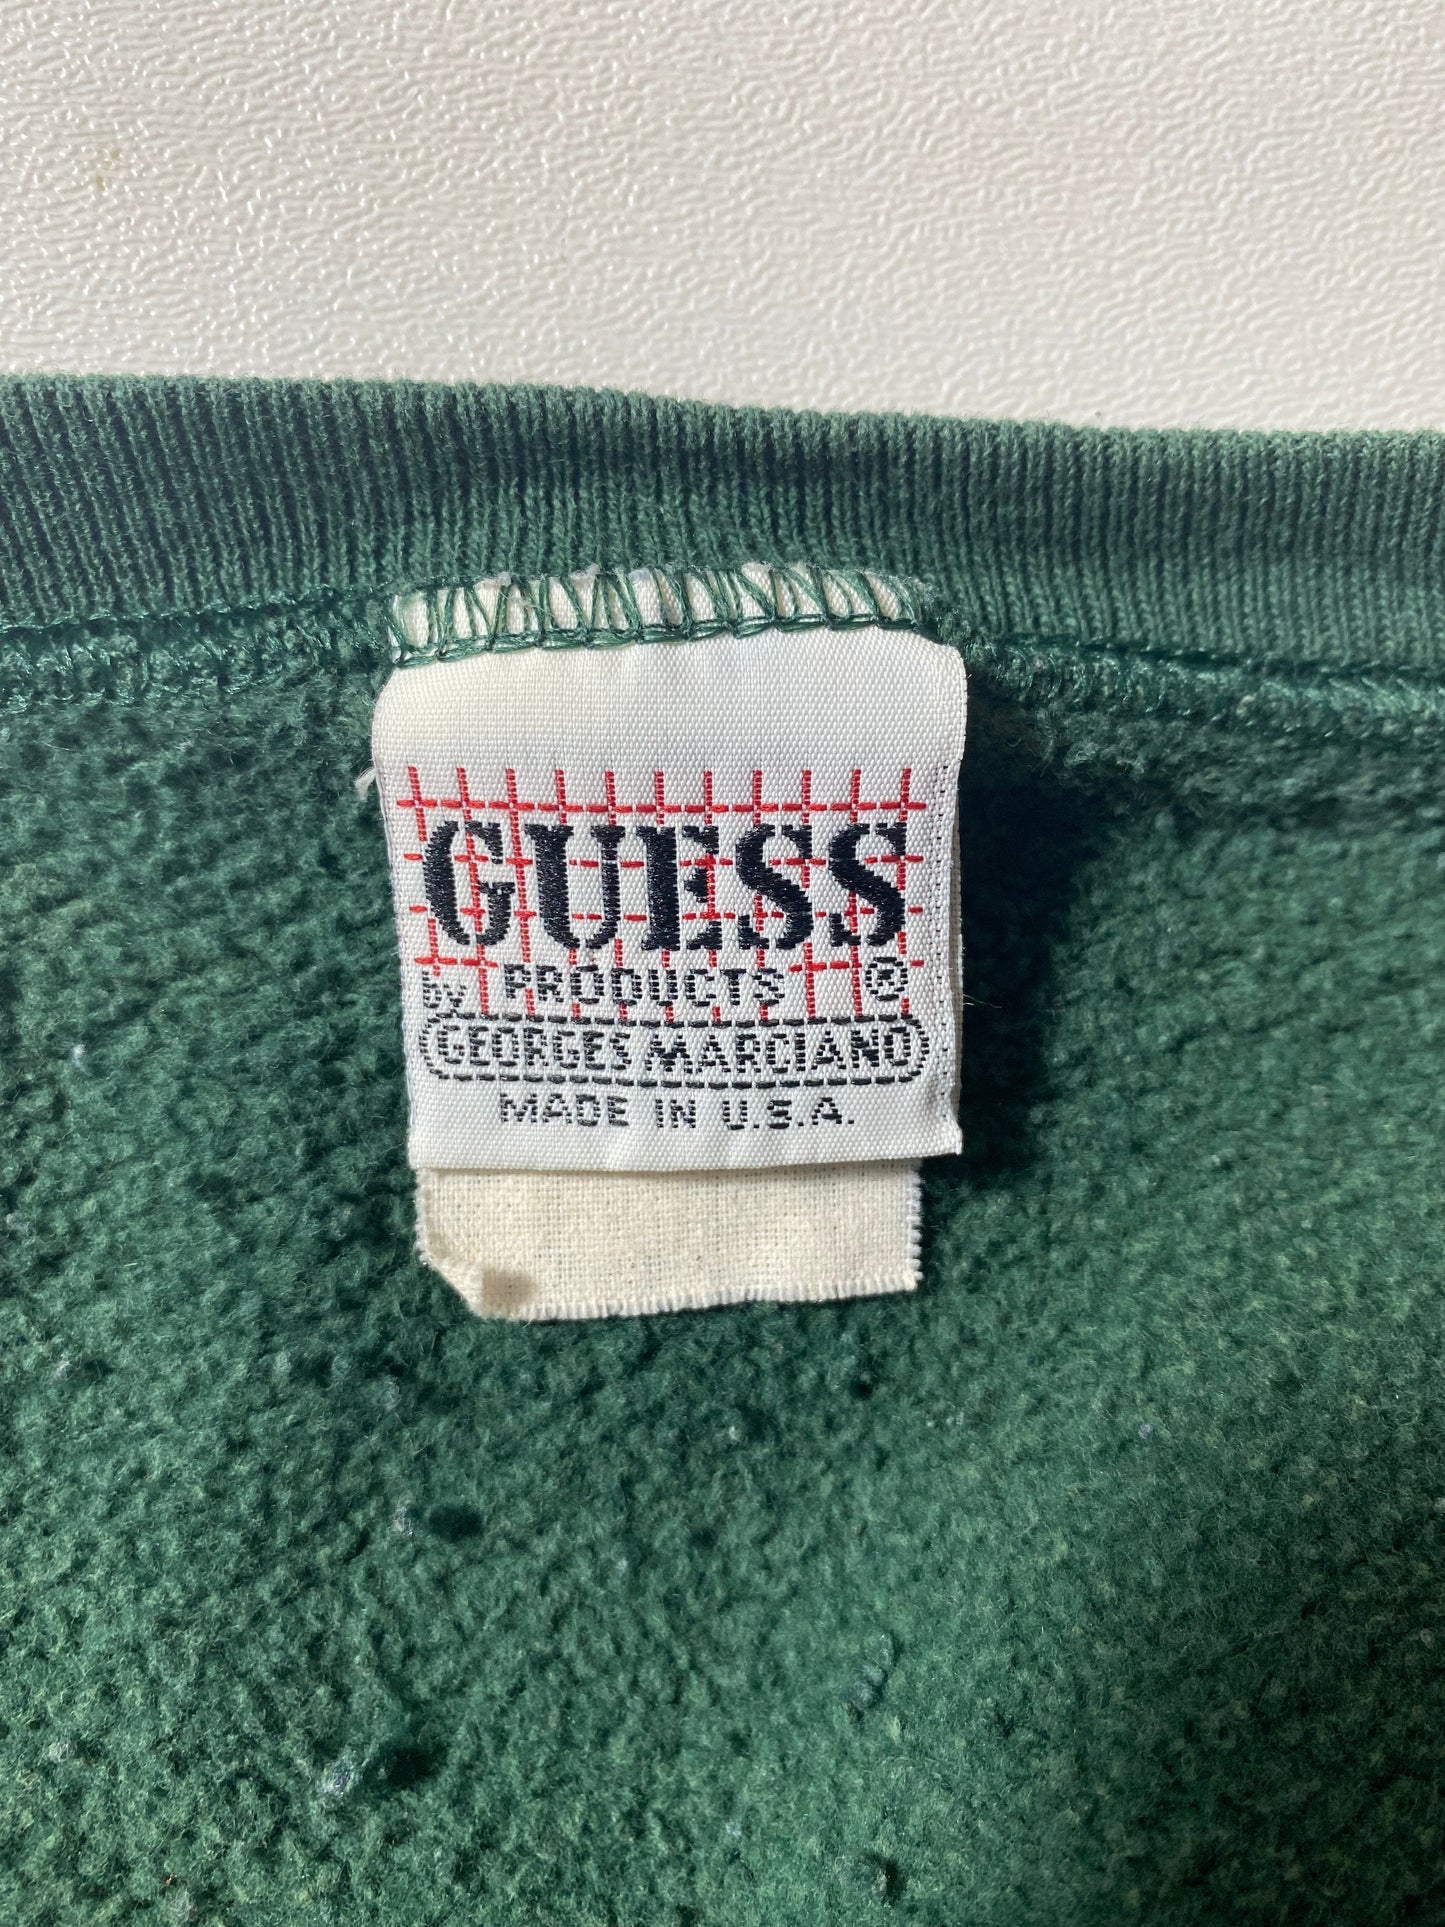 GUESS
by PRODUCTS ®
GEORGES MARCIANO
MADE IN U.S.A.